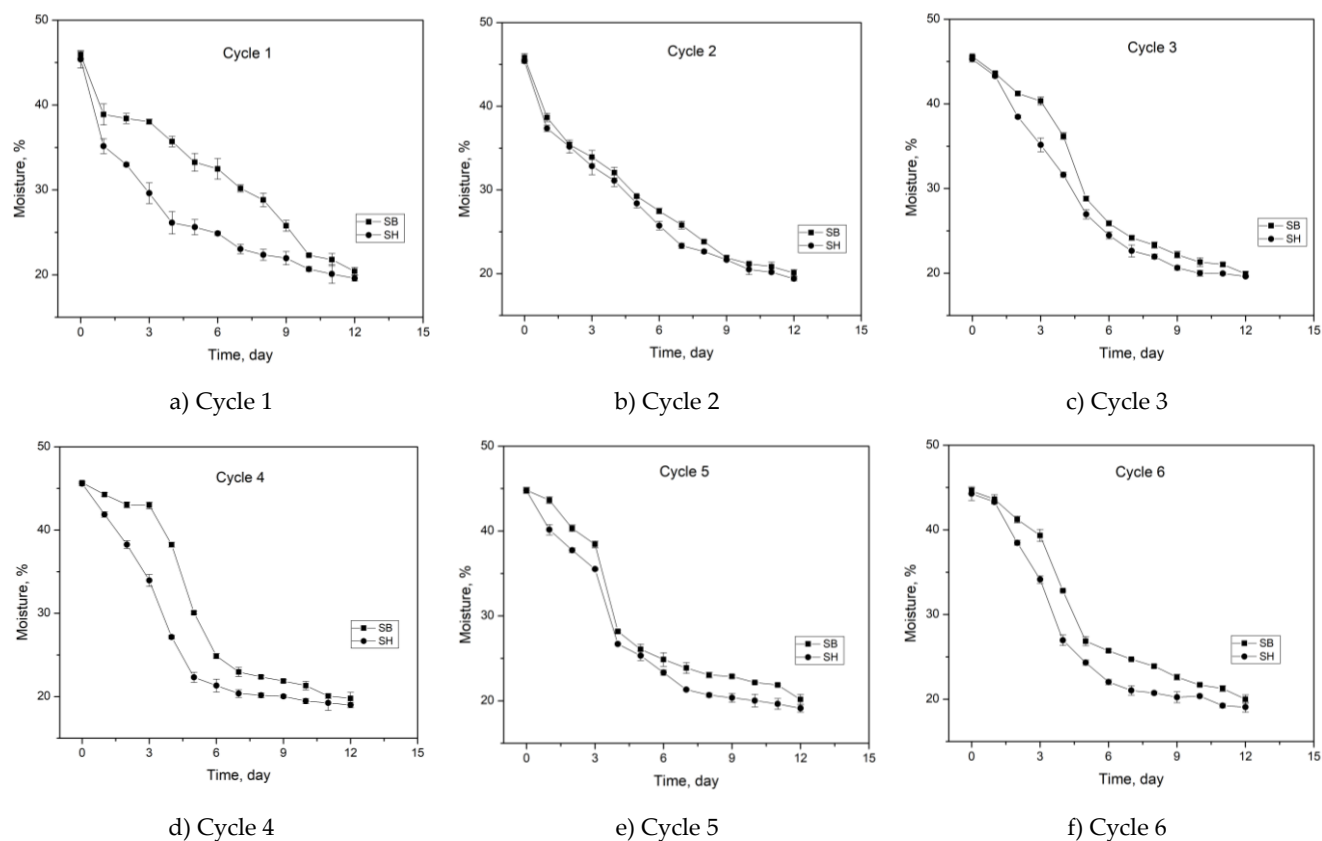 50
40
30
20
Moisture, %
Cycle 1
SB
SH
0 3 6 9 12 15
Time, day
a) Cycle 1
50
40
30
20
Moisture, %
Cycle 2
SB
SH
0 3 6 9 12 15
Time, day
b) Cycle 2
50
40
30
20
Moisture, %
Cycle 3
SB
SH
0 3 6 9 12 15
Time, day
c) Cycle 3
50
40
30
20
Moisture, %
Cycle 4
SB
SH
0 3 6 9 12 15
Time, day
d) Cycle 4
50
40
30
20
Moisture, %
Cycle 5
SB
SH
0 3 6 9 12 15
Time, day
e) Cycle 5
50
40
30
20
Moisture, %
Cycle 6
SB
SH
0 3 6 9 12 15
Time, day
f) Cycle 6